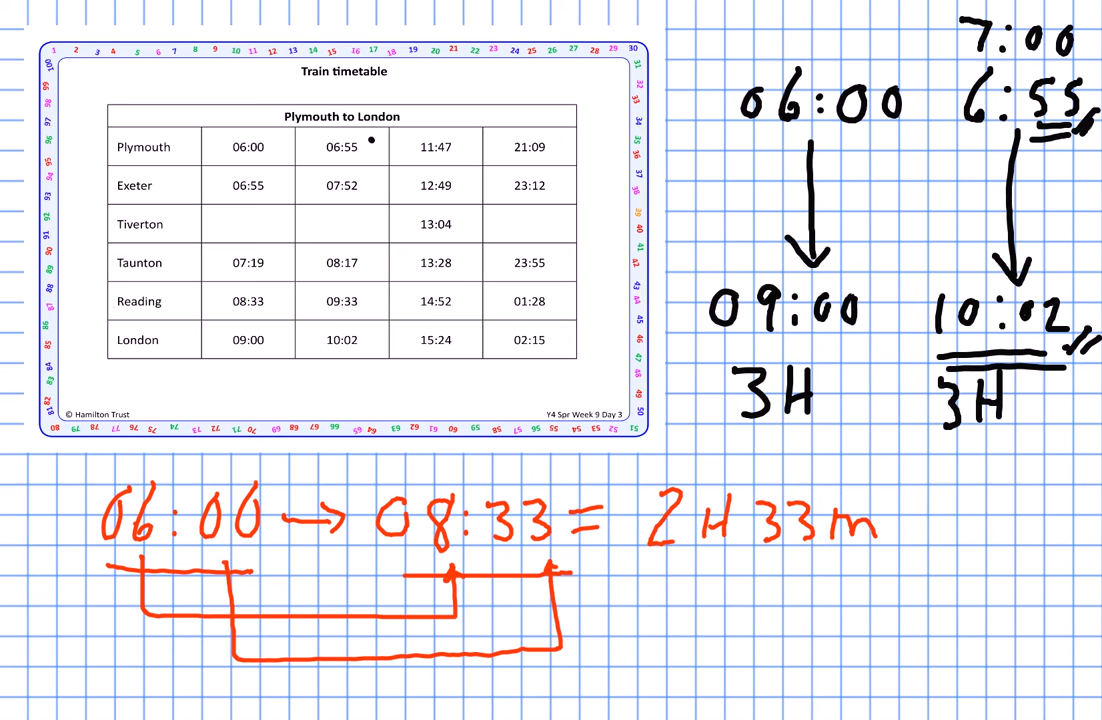 Train timetable
Plymouth to London
Plymouth 06:00 06:55 11:47 21:09
Exeter 06:55 07:52 12:49 23:12
Tiverton 13:04
Taunton 07:19 08:17 13:28 23:55
Reading 08:33 09:33 14:52 01:28
London 09:00 10:02 15:24 02:15
© Hamilton Trust
Y4 Spr Week 9 Day 3
7:00
06:00 6:55
09:00 10:02
3H 3H
06:00 → 08:33 = 2H 33m